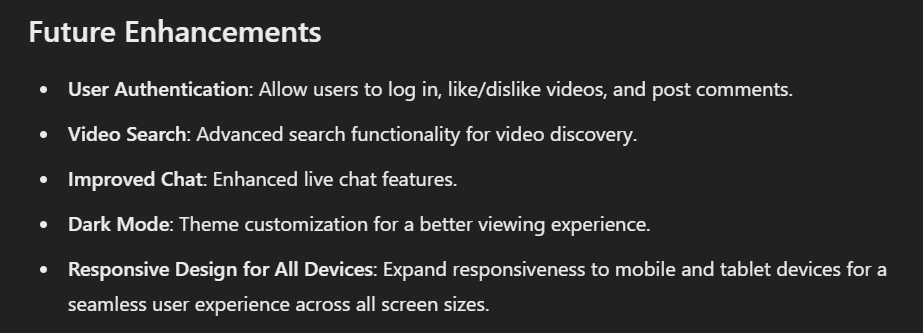 Future Enhancements
• User Authentication: Allow users to log in, like/dislike videos, and post comments.
• Video Search: Advanced search functionality for video discovery.
• Improved Chat: Enhanced live chat features.
• Dark Mode: Theme customization for a better viewing experience.
• Responsive Design for All Devices: Expand responsiveness to mobile and tablet devices for a
seamless user experience across all screen sizes.